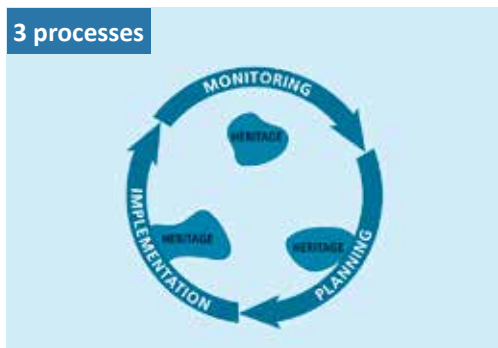 3 processes
MONITORING
HERITAGE
IMPLEMENTATION
HERITAGE
HERITAGE
PLANNING